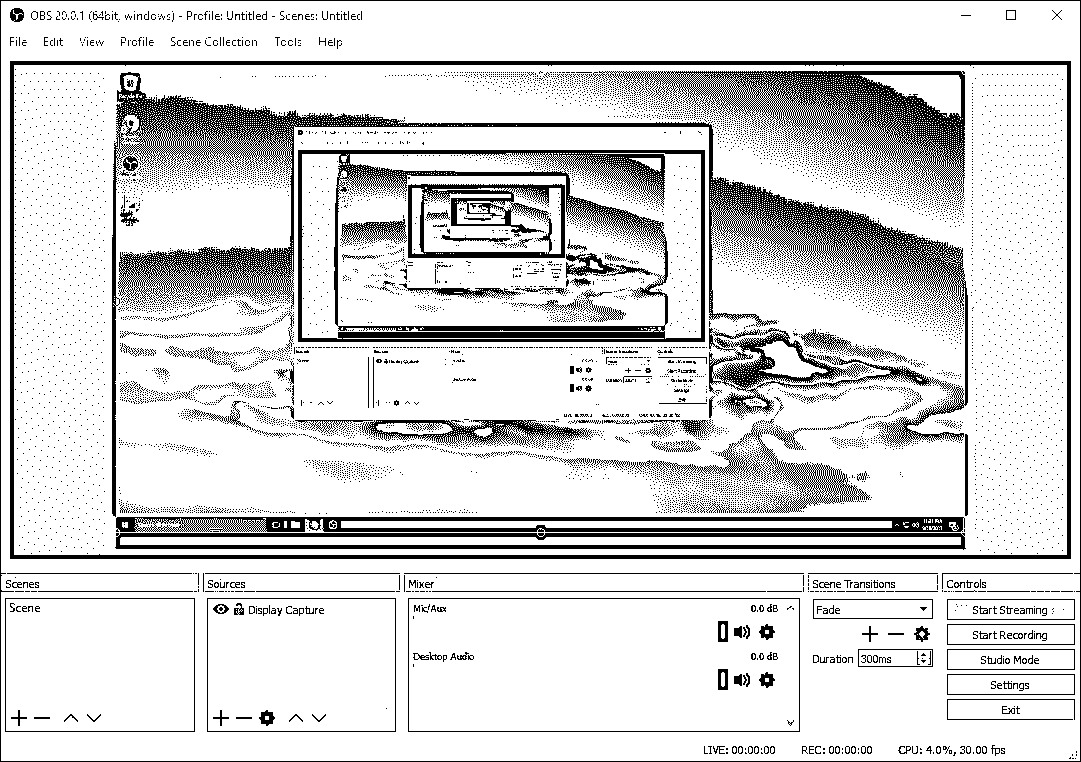 OBS 20.0.1 (64bit, windows) - Profile: Untitled - Scenes: Untitled
File Edit View Profile Scene Collection Tools Help
Scenes
Sources
Mixer
Scene Transitions
Controls
Scene
Display Capture
Mic/Aux 0.0 dB
Desktop Audio 0.0 dB
Fade
Duration 300ms
Start Streaming
Start Recording
Studio Mode
Settings
Exit
LIVE: 00:00:00 REC: 00:00:00 CPU: 4.0%, 30.00 fps